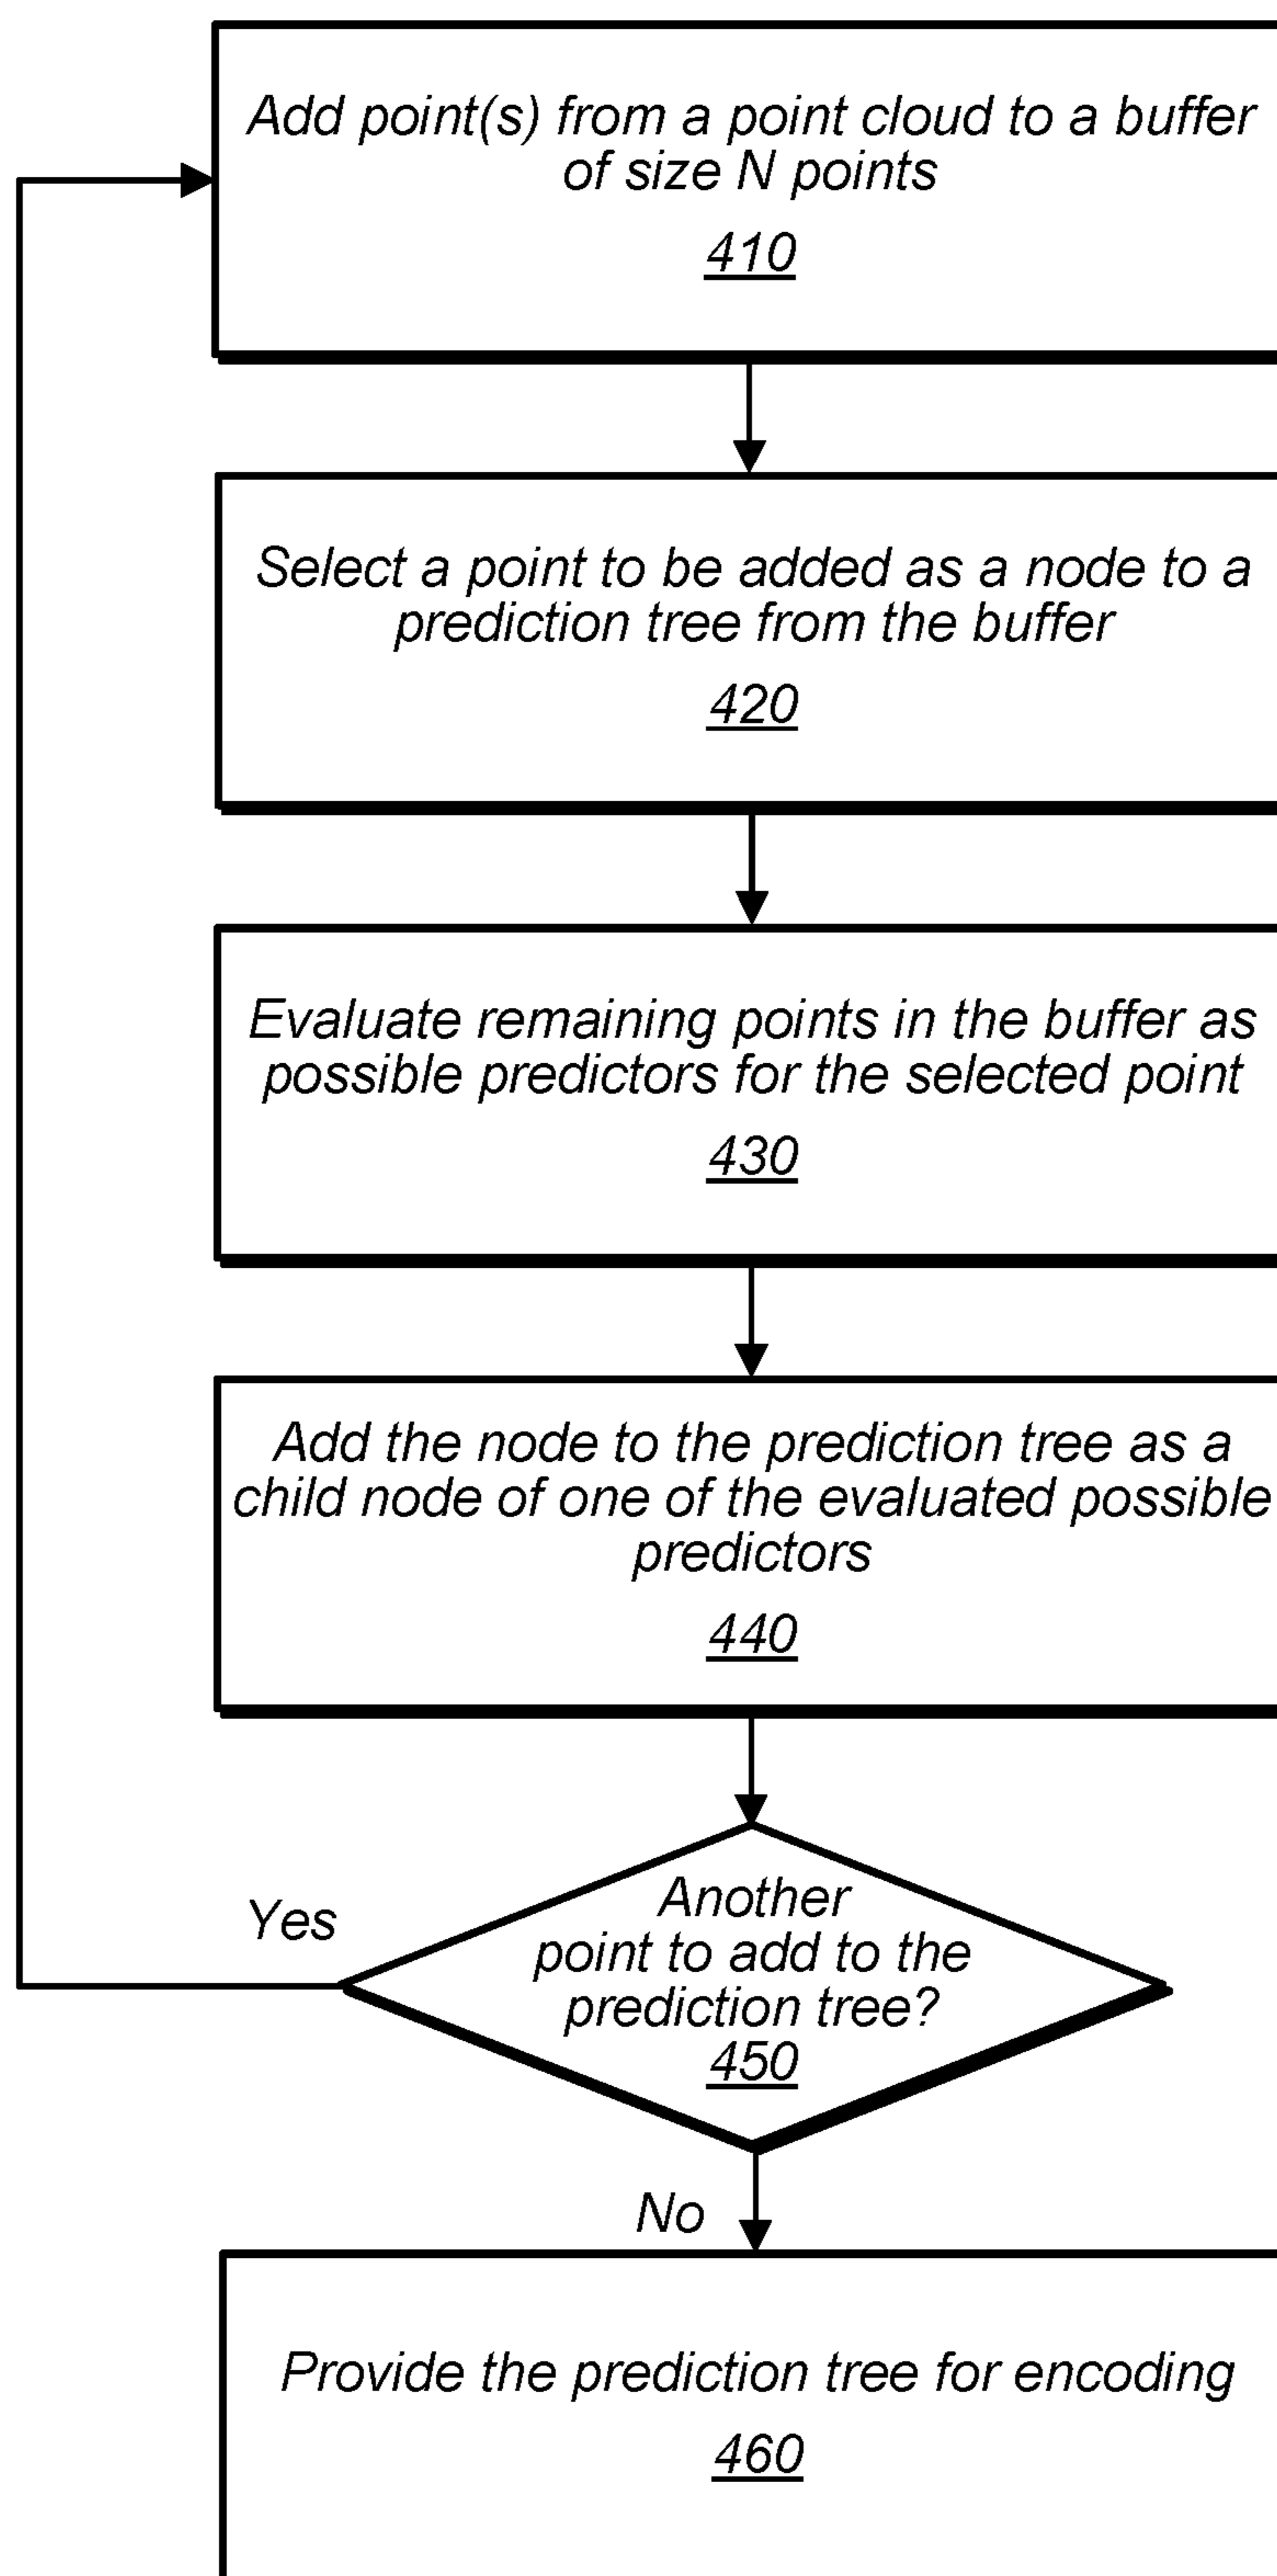 Add point(s) from a point cloud to a buffer
of size N points
410
Select a point to be added as a node to a
prediction tree from the buffer
420
Evaluate remaining points in the buffer as
possible predictors for the selected point
430
Add the node to the prediction tree as a
child node of one of the evaluated possible
predictors
440
Another
point to add to the
prediction tree?
450
Yes
No
Provide the prediction tree for encoding
460